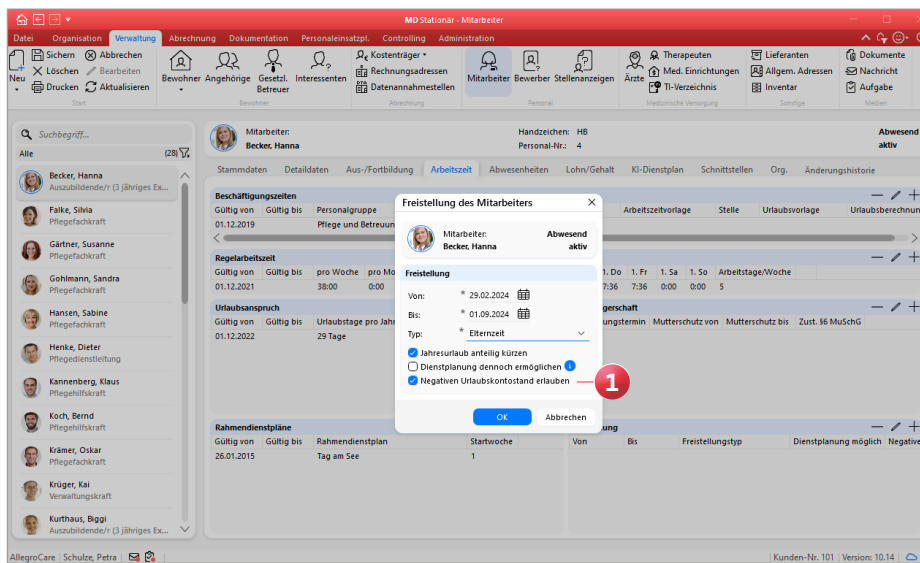 MD Stationär - Mitarbeiter
Datei Organisation Verwaltung Abrechnung Dokumentation Personaleinsatzpl. Controlling Administration
Neu
Sichern Abbrechen
Löschen Bearbeiten
Drucken Aktualisieren
Start
Bewohner Angehörige Gesetzl. Betreuer Interessenten
Bewohner
Kostenträger
Rechnungsadressen
Datenannahmestellen
Abrechnung
Mitarbeiter Bewerber Stellenanzeigen
Personal
Ärzte
Therapeuten
Med. Einrichtungen
TI-Verzeichnis
Medizinische Versorgung
Lieferanten
Allgem. Adressen
Inventar
Sonstige
Dokumente
Nachricht
Aufgabe
Medien
Suchbegriff...
Alle (28)
Becker, Hanna
Auszubildende/r (3 jähriges Ex...
Falke, Silvia
Pflegefachkraft
Gärtner, Susanne
Pflegefachkraft
Gohlmann, Sandra
Pflegefachkraft
Hansen, Sabine
Pflegefachkraft
Henke, Dieter
Pflegedienstleitung
Kannenberg, Klaus
Pflegehilfskraft
Koch, Bernd
Pflegehilfskraft
Krämer, Oskar
Pflegefachkraft
Krüger, Kai
Verwaltungskraft
Kurthaus, Biggi
Auszubildende/r (3 jähriges Ex...
Mitarbeiter: Handzeichen: HB Abwesend
Becker, Hanna Personal-Nr.: 4 aktiv
Stammdaten Detaildaten Aus-/Fortbildung Arbeitszeit Abwesenheiten Lohn/Gehalt KI-Dienstplan Schnittstellen Org. Änderungshistorie
Beschäftigungszeiten
Gültig von Gültig bis Personalgruppe Arbeitszeitvorlage Stelle Urlaubsvorlage Urlaubsberechnun
01.12.2019 Pflege und Betreuun
Regelarbeitszeit
Gültig von Gültig bis pro Woche pro Mo 1. Do 1. Fr 1. Sa 1. So Arbeitstage/Woche
01.12.2021 38:00 0:00 7:36 7:36 0:00 0:00 5
Urlaubsanspruch gerschaft
Gültig von Gültig bis Urlaubstage pro Jahr ungstermin Mutterschutz von Mutterschutz bis Zust. §6 MuSchG
01.12.2022 29 Tage
Rahmendienstpläne ung
Gültig von Gültig bis Rahmendienstplan Startwoche Von Bis Freistellungstyp Dienstplanung möglich Negative
26.01.2015 Tag am See 1
Freistellung des Mitarbeiters
Mitarbeiter: Abwesend
Becker, Hanna aktiv
Freistellung
Von: * 29.02.2024
Bis: * 01.09.2024
Typ: * Elternzeit
Jahresurlaub anteilig kürzen
Dienstplanung dennoch ermöglichen
Negativen Urlaubskontostand erlauben
1
OK Abbrechen
AllegroCare Schulze, Petra Kunden-Nr. 101 Version: 10.14